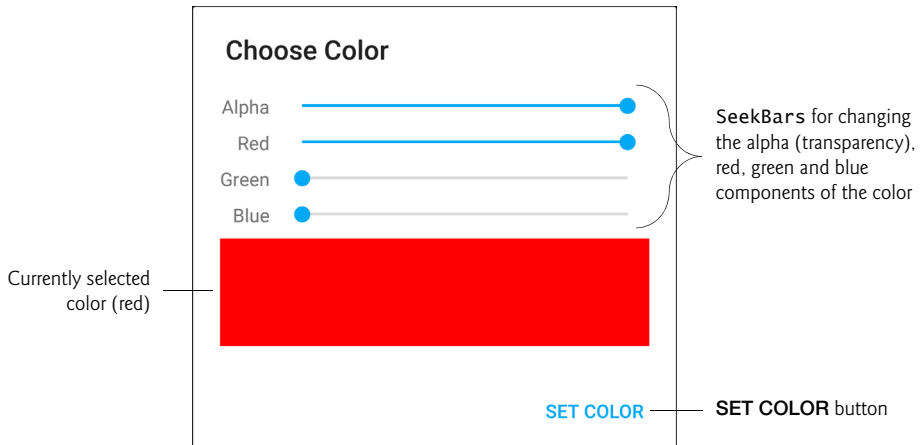 Choose Color
Alpha
Red
Green
Blue
SeekBars for changing
the alpha (transparency),
red, green and blue
components of the color
Currently selected
color (red)
SET COLOR
SET COLOR button